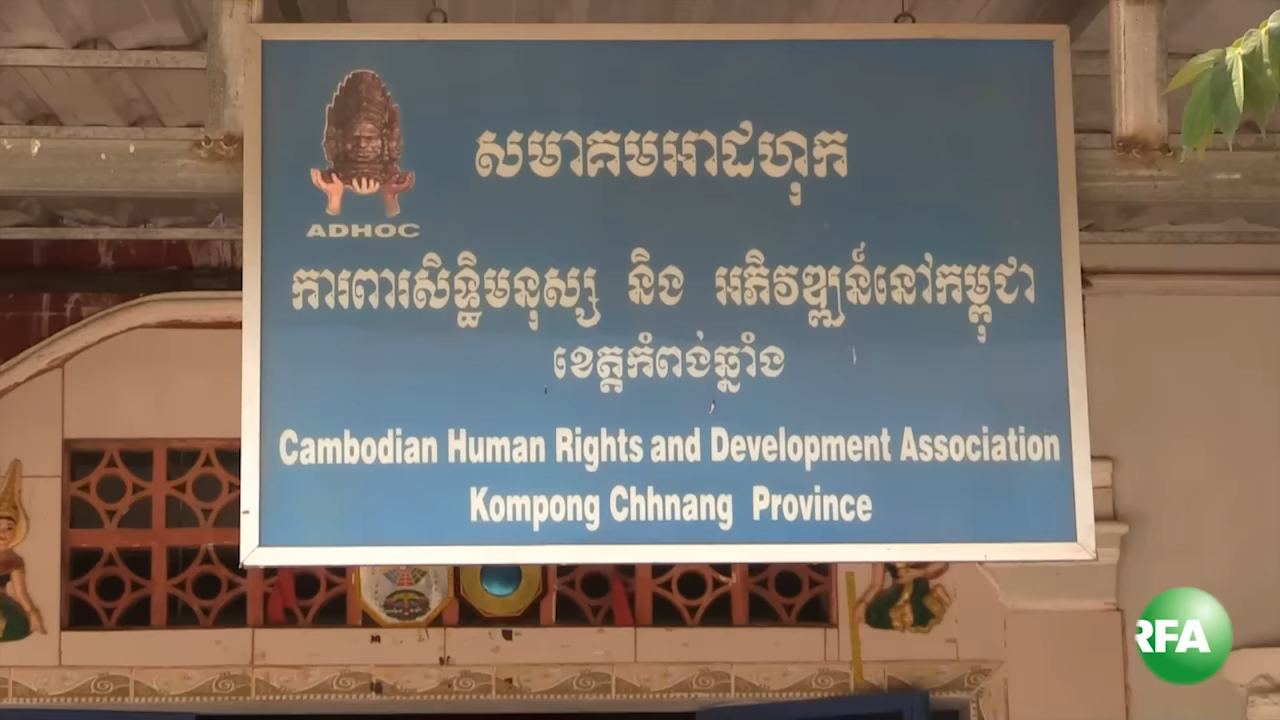 សមាគមអាដហុក
ADHOC
ការពារសិទ្ធិមនុស្ស និង អភិវឌ្ឍន៍នៅកម្ពុជា
ខេត្តកំពង់ឆ្នាំង
Cambodian Human Rights and Development Association
Kompong Chhnang Province
RFA